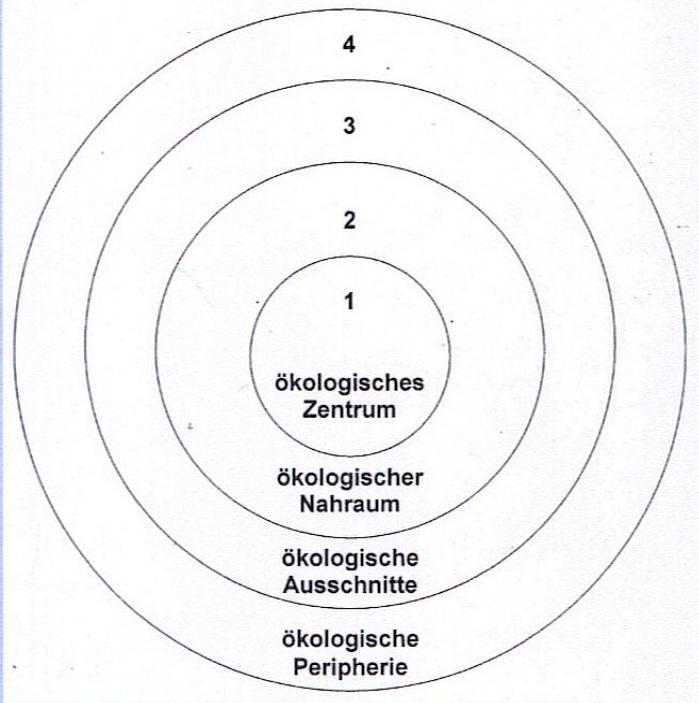 4
3
2
1
ökologisches
Zentrum
ökologischer
Nahraum
ökologische
Ausschnitte
ökologische
Peripherie